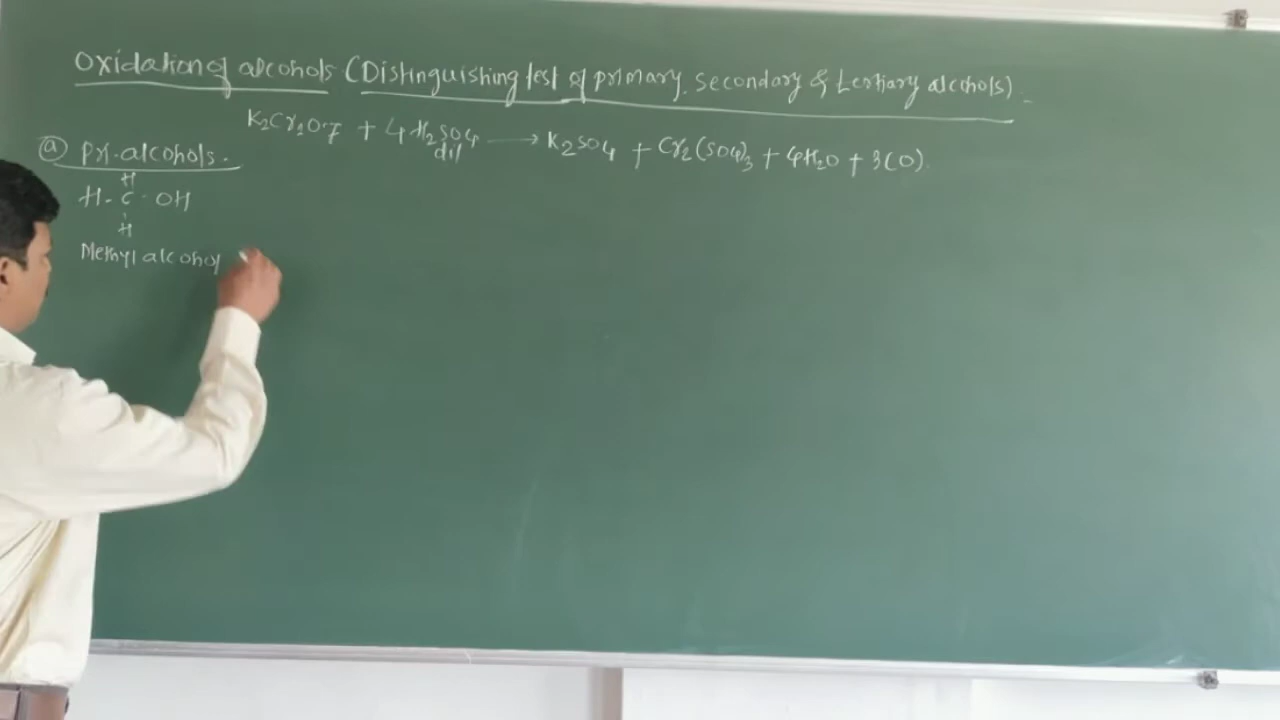 Oxidation of alcohols (Distinguishing test of primary, secondary & tertiary alcohols).
K₂Cr₂O₇ + 4H₂SO₄ ⟶ K₂SO₄ + Cr₂(SO₄)₃ + 4H₂O + 3(O).
dil
ⓐ Pri-alcohols.
H
H - C - OH
H
Methyl alcohol